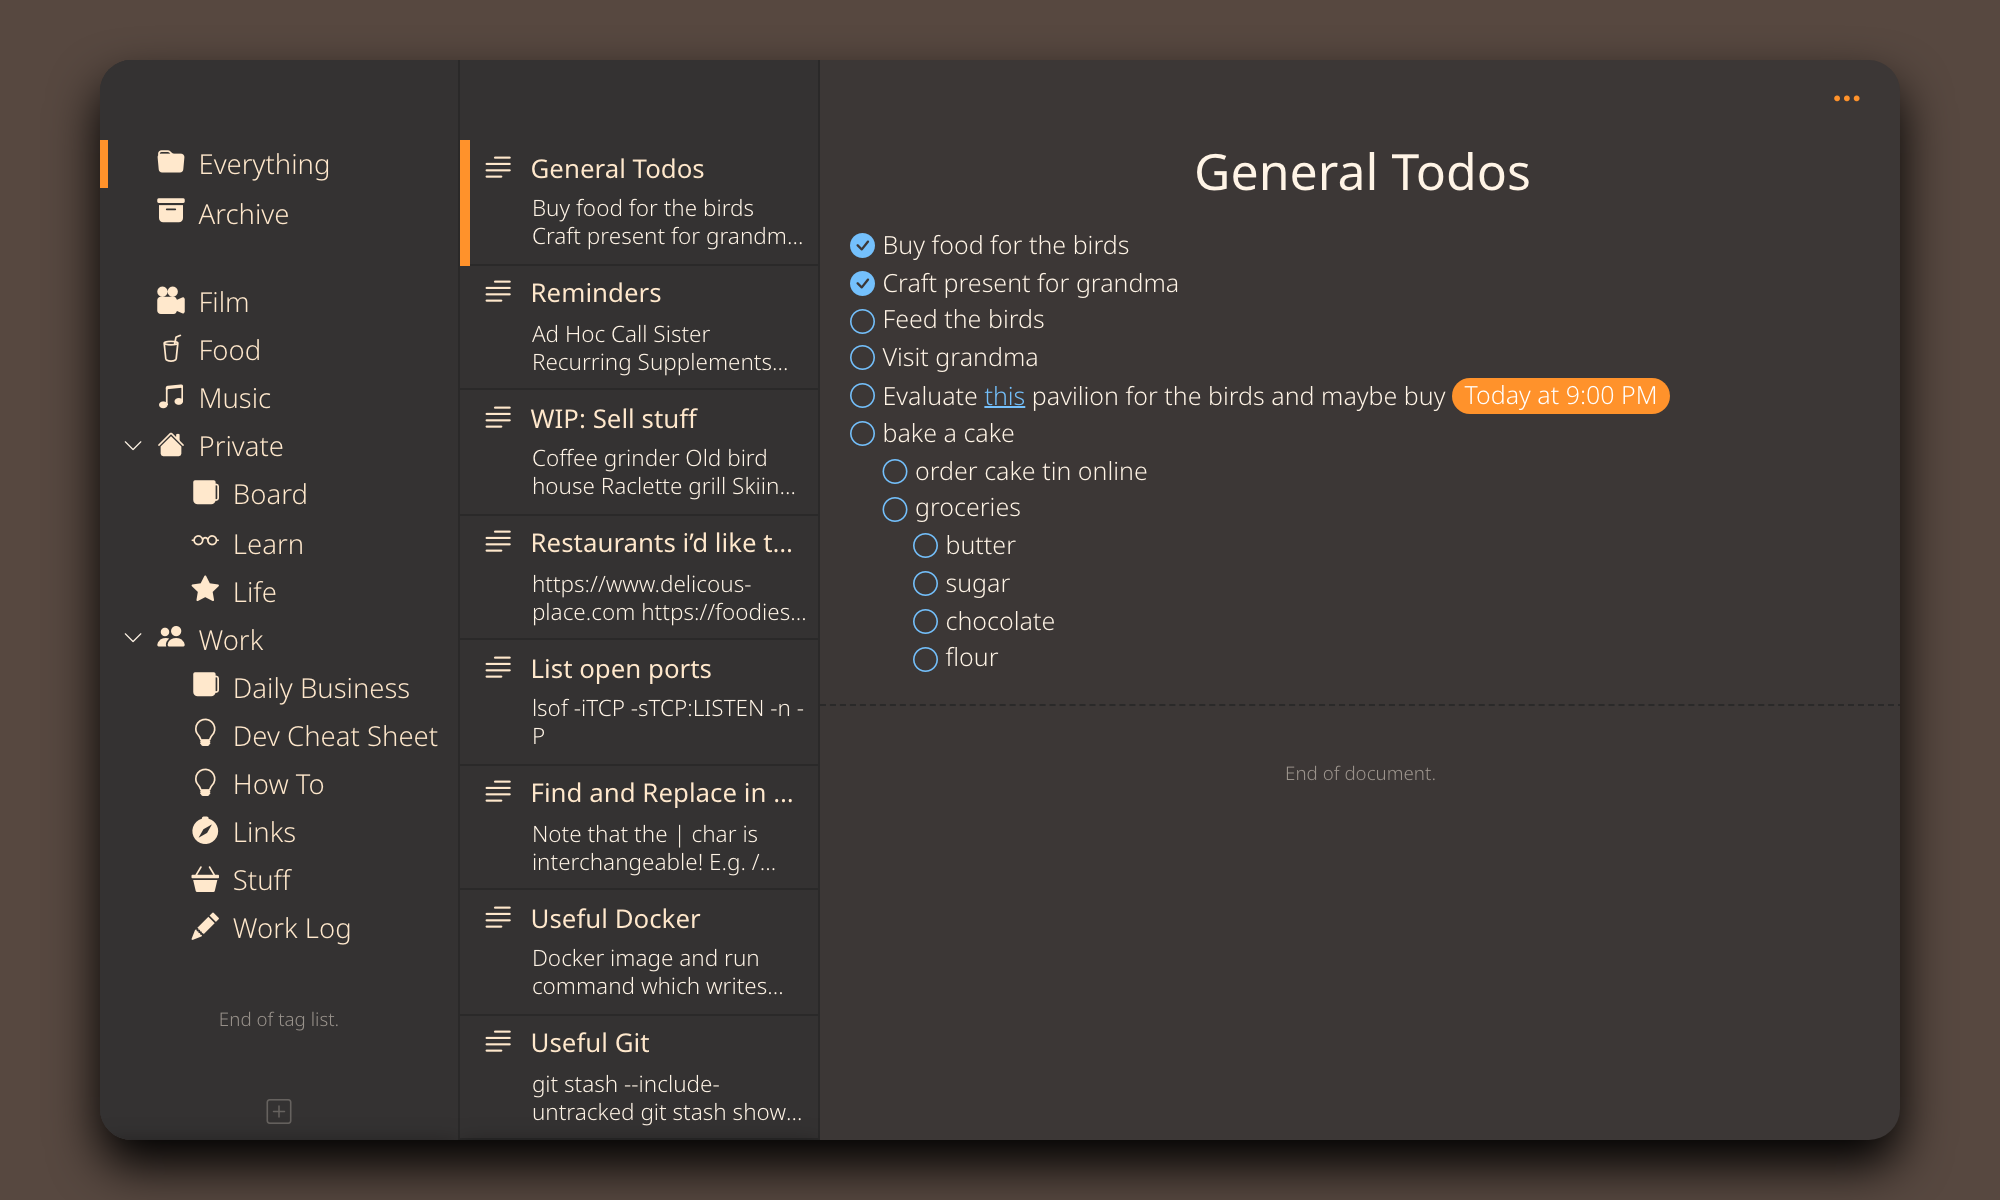 Everything
Archive
Film
Food
Music
Private
Board
Learn
Life
Work
Daily Business
Dev Cheat Sheet
How To
Links
Stuff
Work Log
End of tag list.
General Todos
Buy food for the birds
Craft present for grandm...
Reminders
Ad Hoc Call Sister
Recurring Supplements...
WIP: Sell stuff
Coffee grinder Old bird
house Raclette grill Skiin...
Restaurants i’d like t...
https://www.delicous-
place.com https://foodies...
List open ports
lsof -iTCP -sTCP:LISTEN -n -
P
Find and Replace in ...
Note that the | char is
interchangeable! E.g. /...
Useful Docker
Docker image and run
command which writes...
Useful Git
git stash --include-
untracked git stash show...
General Todos
Buy food for the birds
Craft present for grandma
Feed the birds
Visit grandma
Evaluate this pavilion for the birds and maybe buy Today at 9:00 PM
bake a cake
order cake tin online
groceries
butter
sugar
chocolate
flour
End of document.